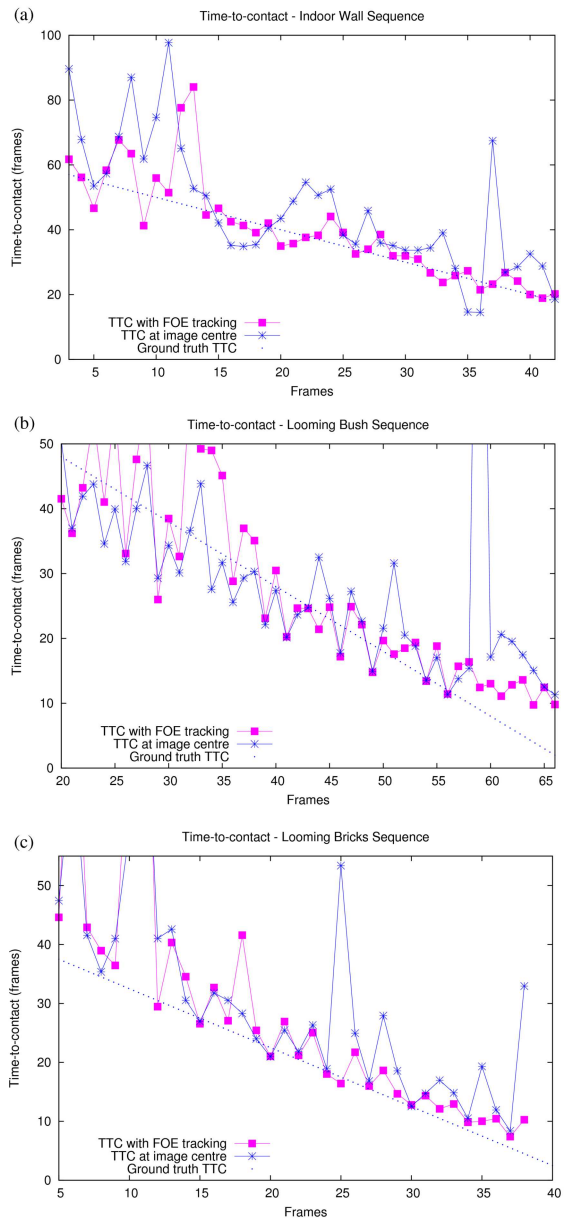 (a)
Time-to-contact - Indoor Wall Sequence
100
80
60
40
20
0
Time-to-contact (frames)
TTC with FOE tracking
TTC at image centre
Ground truth TTC
5 10 15 20 25 30 35 40
Frames
(b)
Time-to-contact - Looming Bush Sequence
50
40
30
20
10
0
Time-to-contact (frames)
TTC with FOE tracking
TTC at image centre
Ground truth TTC
20 25 30 35 40 45 50 55 60 65
Frames
(c)
Time-to-contact - Looming Bricks Sequence
50
40
30
20
10
0
Time-to-contact (frames)
TTC with FOE tracking
TTC at image centre
Ground truth TTC
5 10 15 20 25 30 35 40
Frames